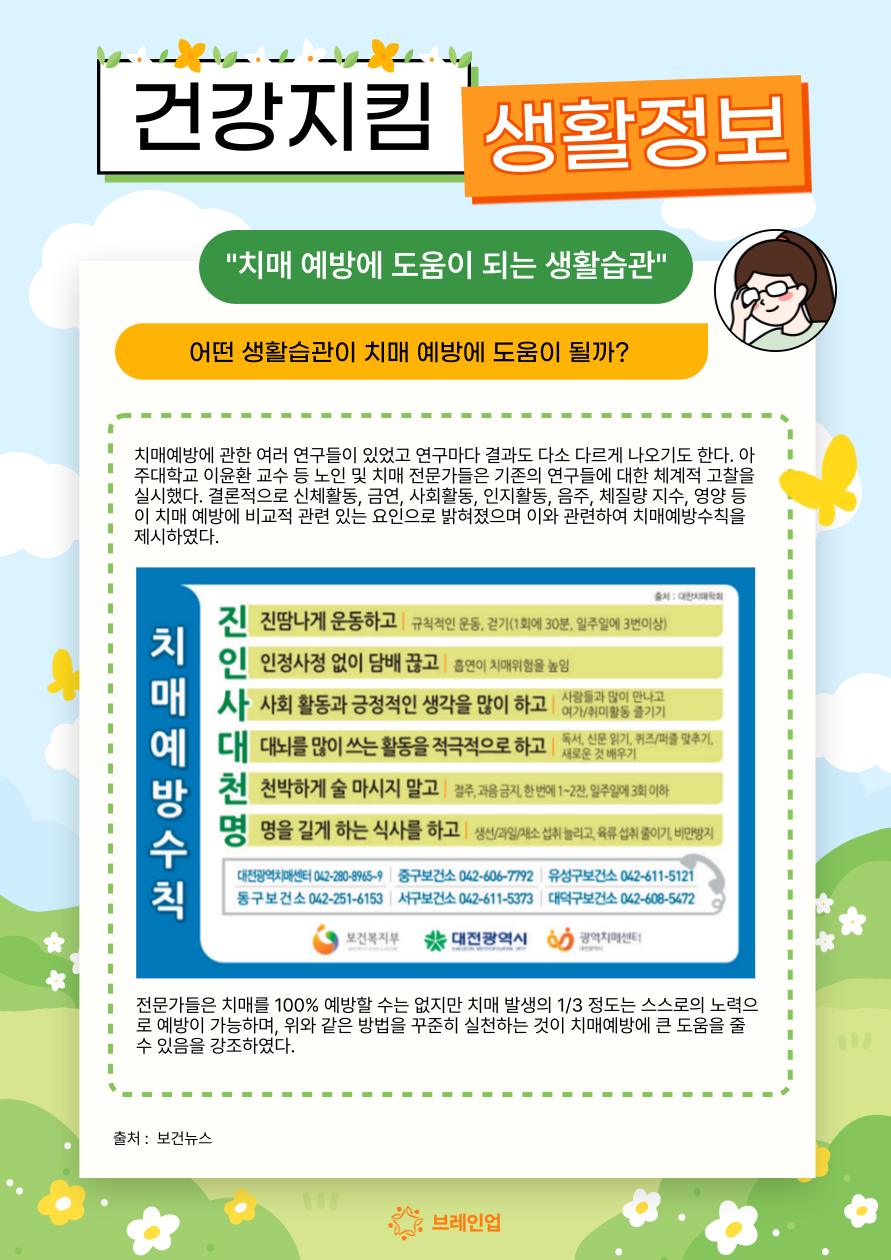 건강지킴
생활정보
"치매 예방에 도움이 되는 생활습관"
어떤 생활습관이 치매 예방에 도움이 될까?
치매예방에 관한 여러 연구들이 있었고 연구마다 결과도 다소 다르게 나오기도 한다. 아
주대학교 이윤환 교수 등 노인 및 치매 전문가들은 기존의 연구들에 대한 체계적 고찰을
실시했다. 결론적으로 신체활동, 금연, 사회활동, 인지활동, 음주, 체질량 지수, 영양 등
이 치매 예방에 비교적 관련 있는 요인으로 밝혀졌으며 이와 관련하여 치매예방수칙을
제시하였다.
출처 : 대한치매학회
치매예방수칙
진 진땀나게 운동하고 규칙적인 운동, 걷기(1회에 30분, 일주일에 3번이상)
인 인정사정 없이 담배 끊고 흡연이 치매위험을 높임
사 사회 활동과 긍정적인 생각을 많이 하고 사람들과 많이 만나고
여가/취미활동 즐기기
대 대뇌를 많이 쓰는 활동을 적극적으로 하고 독서, 신문 읽기, 퀴즈/퍼즐 맞추기,
새로운 것 배우기
천 천박하게 술 마시지 말고 절주, 과음 금지, 한 번에 1~2잔, 일주일에 3회 이하
명 명을 길게 하는 식사를 하고 생선/과일/채소 섭취 늘리고, 육류 섭취 줄이기, 비만방지
대전광역치매센터 042-280-8965~9 중구보건소 042-606-7792 유성구보건소 042-611-5121
동구보건소 042-251-6153 서구보건소 042-611-5373 대덕구보건소 042-608-5472
보건복지부 대전광역시 광역치매센터
전문가들은 치매를 100% 예방할 수는 없지만 치매 발생의 1/3 정도는 스스로의 노력으
로 예방이 가능하며, 위와 같은 방법을 꾸준히 실천하는 것이 치매예방에 큰 도움을 줄
수 있음을 강조하였다.
출처 : 보건뉴스
브레인업